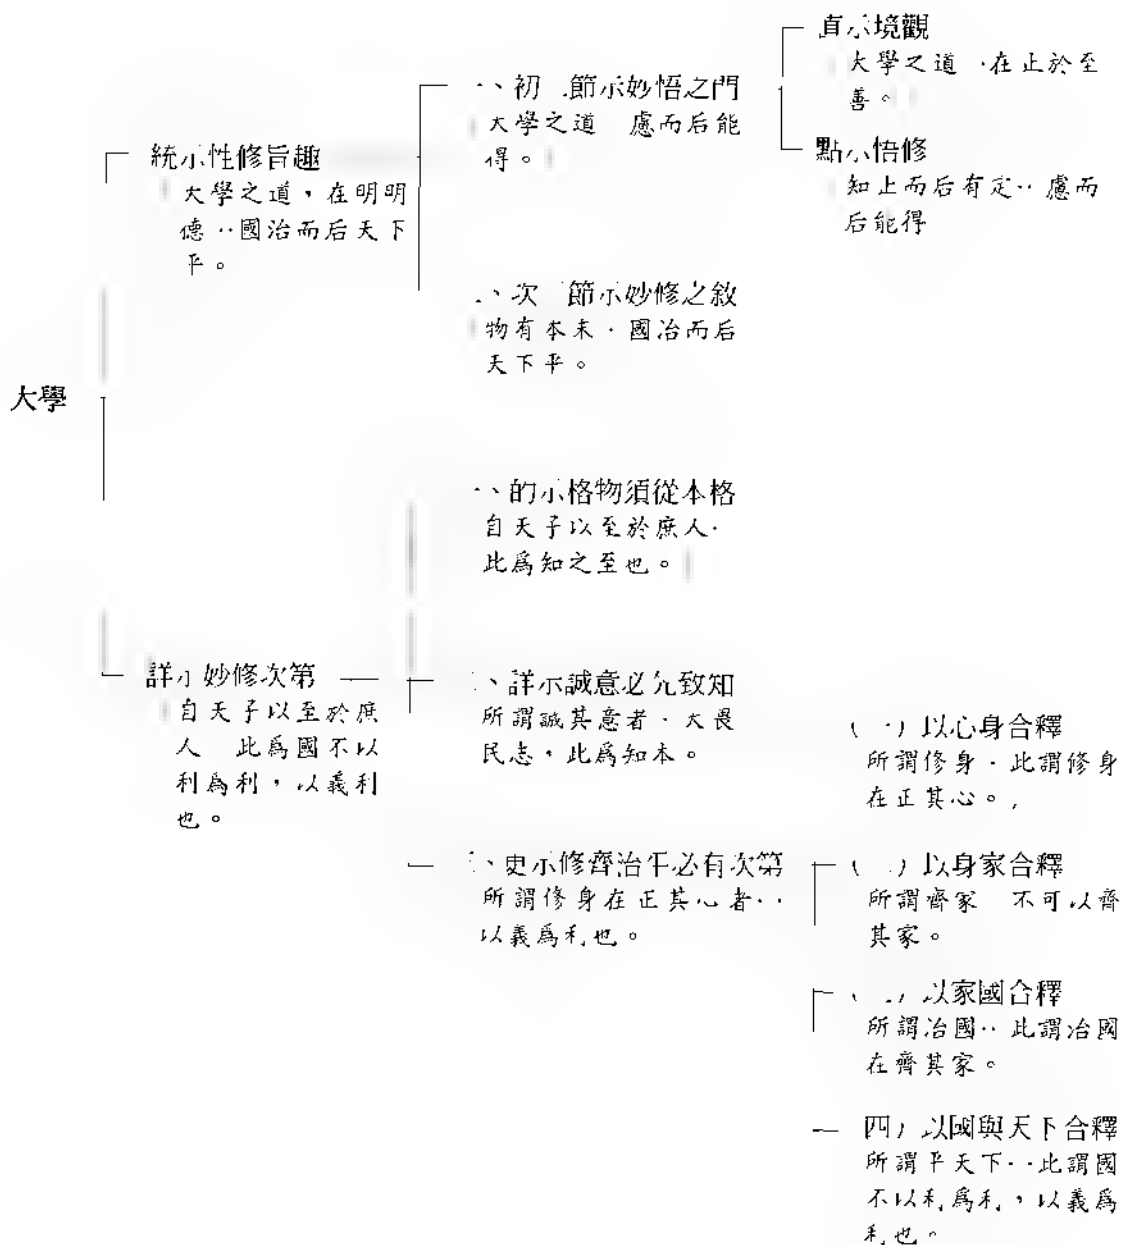 大學
統示性修旨趣
大學之道，在明明
德‥國治而后天下
平。
一、初二節示妙悟之門
大學之道 慮而后能
得。
直示境觀
大學之道‥在止於至
善。
點示悟修
知止而后有定‥慮而
后能得
二、次二節示妙修之敘
物有本末‥國治而后
天下平。
詳示妙修次第
自天子以至於庶
人 此爲國不以
利爲利，以義利
也。
一、的示格物須從本格
自天子以至於庶人‥
此爲知之至也。
二、詳示誠意必先致知
所謂誠其意者‥大畏
民志，此爲知本。
三、更示修齊治平必有次第
所謂修身在正其心者‥
以義爲利也。
（一）以心身合釋
所謂修身‥此謂修身
在正其心。
（二）以身家合釋
所謂齊家 不可以齊
其家。
（三）以家國合釋
所謂治國‥此謂治國
在齊其家。
（四）以國與天下合釋
所謂平天下‥此謂國
不以利爲利，以義爲
利也。